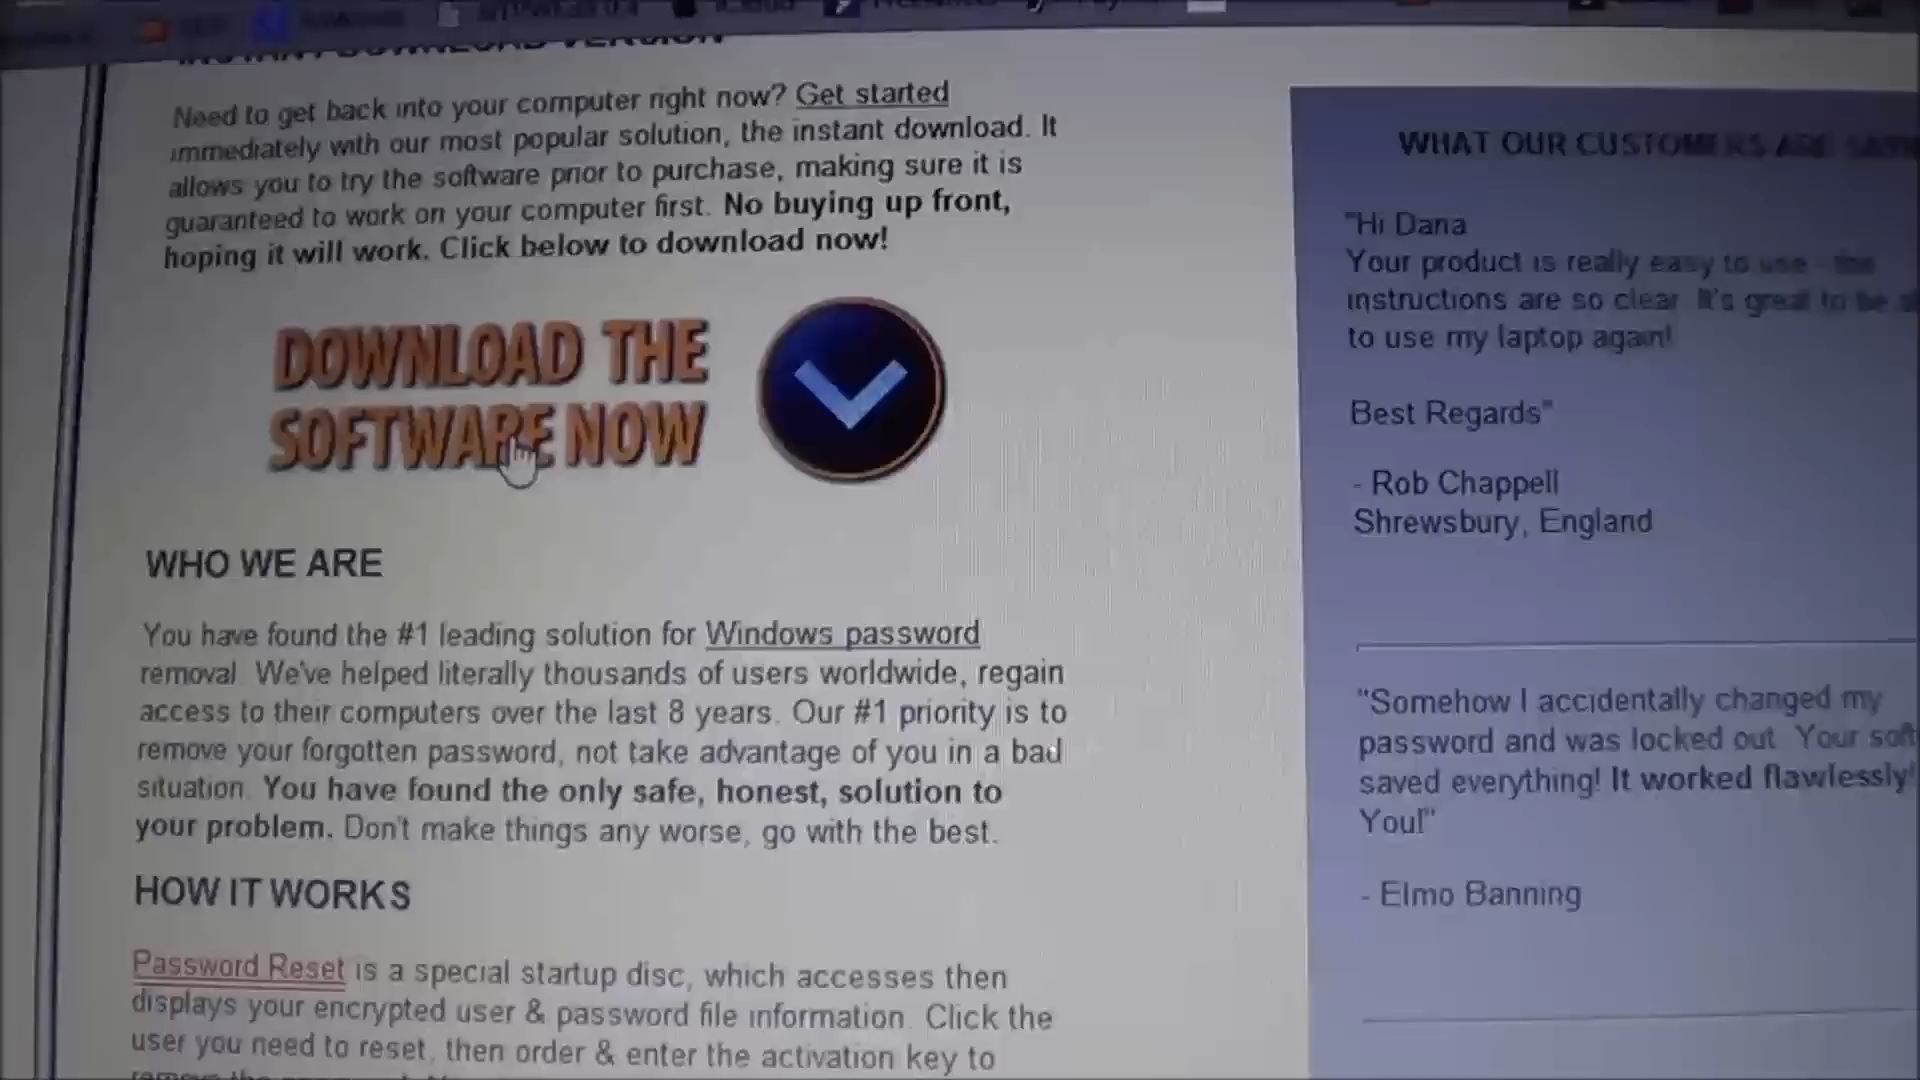 INSTANT DOWNLOAD VERSION
Need to get back into your computer right now? Get started
immediately with our most popular solution, the instant download. It
allows you to try the software prior to purchase, making sure it is
guaranteed to work on your computer first. No buying up front,
hoping it will work. Click below to download now!
DOWNLOAD THE
SOFTWARE NOW
WHO WE ARE
You have found the #1 leading solution for Windows password
removal. We've helped literally thousands of users worldwide, regain
access to their computers over the last 8 years. Our #1 priority is to
remove your forgotten password, not take advantage of you in a bad
situation. You have found the only safe, honest, solution to
your problem. Don't make things any worse, go with the best.
HOW IT WORKS
Password Reset is a special startup disc, which accesses then
displays your encrypted user & password file information. Click the
user you need to reset, then order & enter the activation key to
WHAT OUR CUSTOMERS ARE
"Hi Dana
Your product is really easy to use - the
instructions are so clear. It's great to be
to use my laptop again!
Best Regards"
- Rob Chappell
Shrewsbury, England
"Somehow I accidentally changed my
password and was locked out. Your
saved everything! It worked flawlessly!
You!"
- Elmo Banning